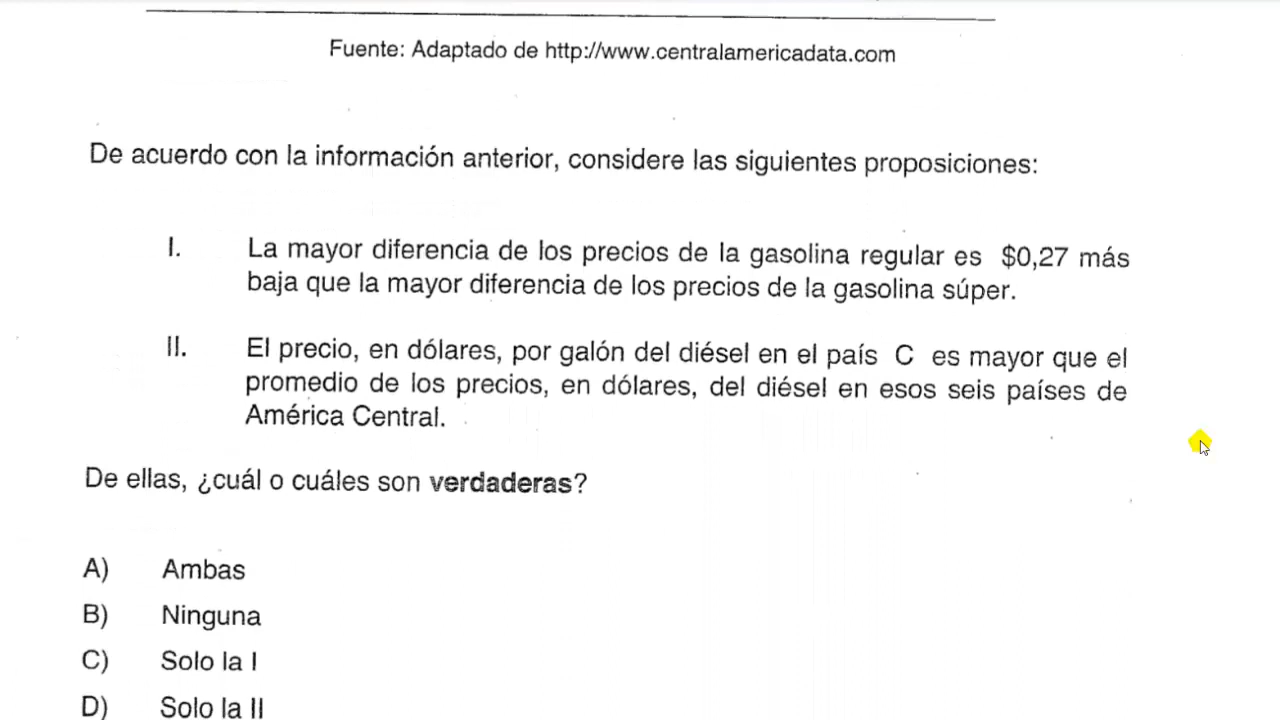 Fuente: Adaptado de http://www.centralamericadata.com
De acuerdo con la información anterior, considere las siguientes proposiciones:
I. La mayor diferencia de los precios de la gasolina regular es $0,27 más
baja que la mayor diferencia de los precios de la gasolina súper.
II. El precio, en dólares, por galón del diésel en el país C es mayor que el
promedio de los precios, en dólares, del diésel en esos seis países de
América Central.
De ellas, ¿cuál o cuáles son verdaderas?
A) Ambas
B) Ninguna
C) Solo la I
D) Solo la II